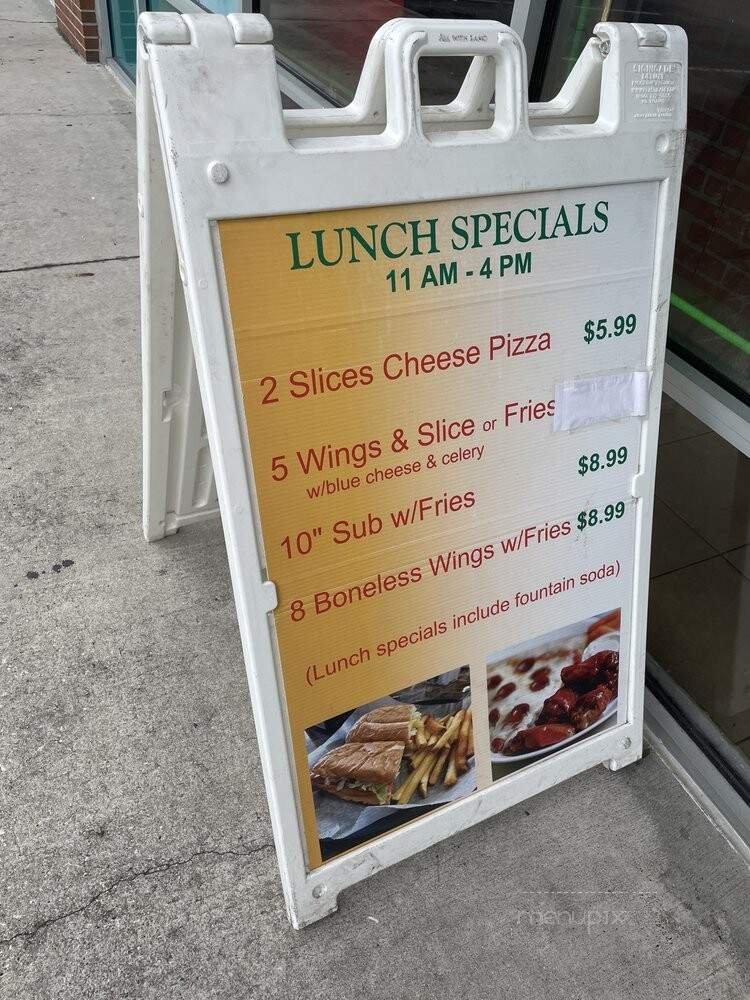 LUNCH SPECIALS
11 AM - 4 PM
2 Slices Cheese Pizza $5.99
5 Wings & Slice or Fries
w/blue cheese & celery
10" Sub w/Fries $8.99
8 Boneless Wings w/Fries $8.99
(Lunch specials include fountain soda)
menupix